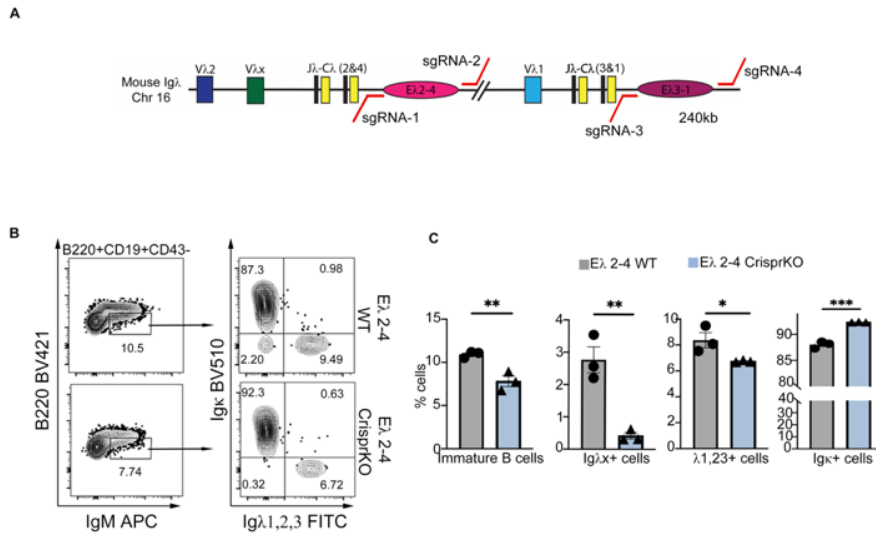 A
Vλ2
Vλx
Jλ-Cλ (2&4)
sgRNA-2
Vλ1
Jλ-Cλ (3&1)
sgRNA-4
Mouse Igλ
Chr 16
Eλ2-4
Eλ3-1
sgRNA-1
sgRNA-3
240kb
B
B220+CD19+CD43-
10.5
7.74
B220 BV421
IgM APC
87.3
0.98
2.20
9.49
Eλ 2-4
WT
92.3
0.63
0.32
6.72
Eλ 2-4
CrisprKO
Igκ BV510
Igλ1,2,3 FITC
C
Eλ 2-4 WT
Eλ 2-4 CrisprKO
% cells
**
15
10
5
0
Immature B cells
**
4
3
2
1
0
Igλx+ cells
*
10
8
6
4
2
0
λ1,23+ cells
***
90
85
80
40
30
20
10
0
Igκ+ cells